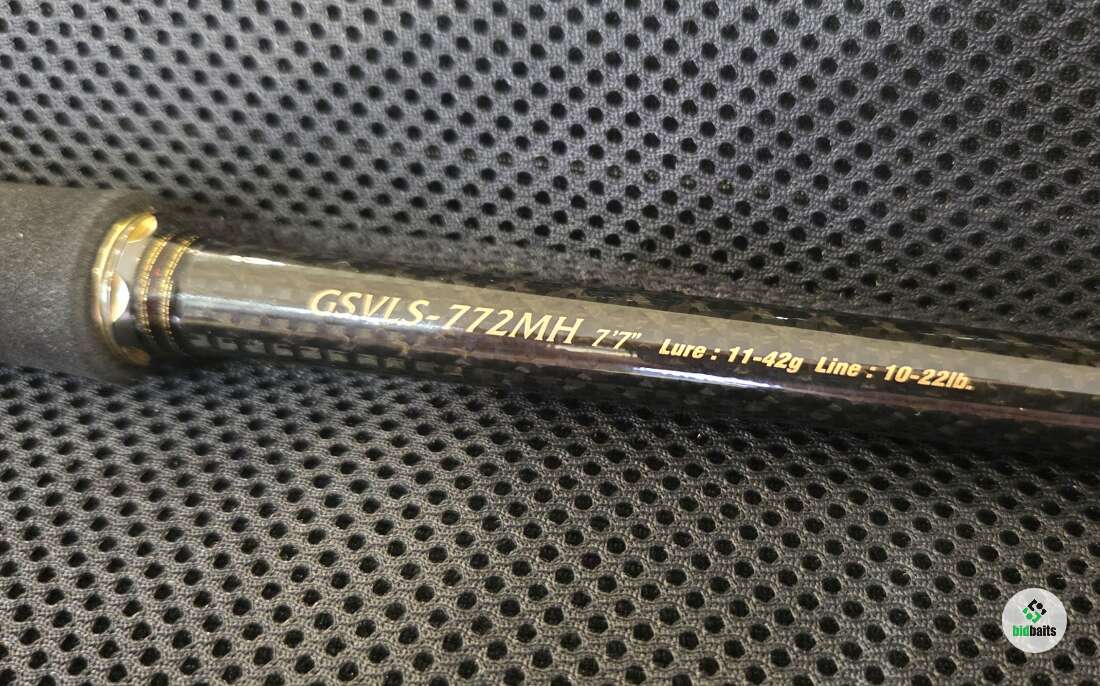 GSVLS-772MH 7'7" Lure : 11-42g Line : 10-22lb.
bidbaits